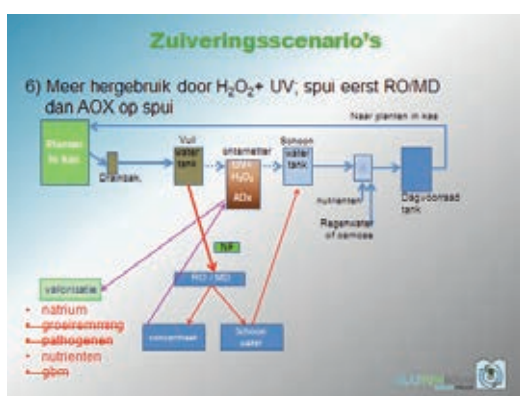 Zuiveringsscenario's
6) Meer hergebruik door H₂O₂+ UV; spui eerst RO/MD
dan AOX op spui
Naar planten in kas
Planten
in kas
Drainbak.
Vuil
water
tank
ontsmetter
UV+
H₂O₂
AOx
Schoon
water
tank
nutrienten
Regenwater
of osmose
Dagvoorraad
tank
NF
RO / MD
valorisatie
• natrium
• groeiremming
• pathogenen
• nutrienten
• gbm
concentraat
Schoon
water